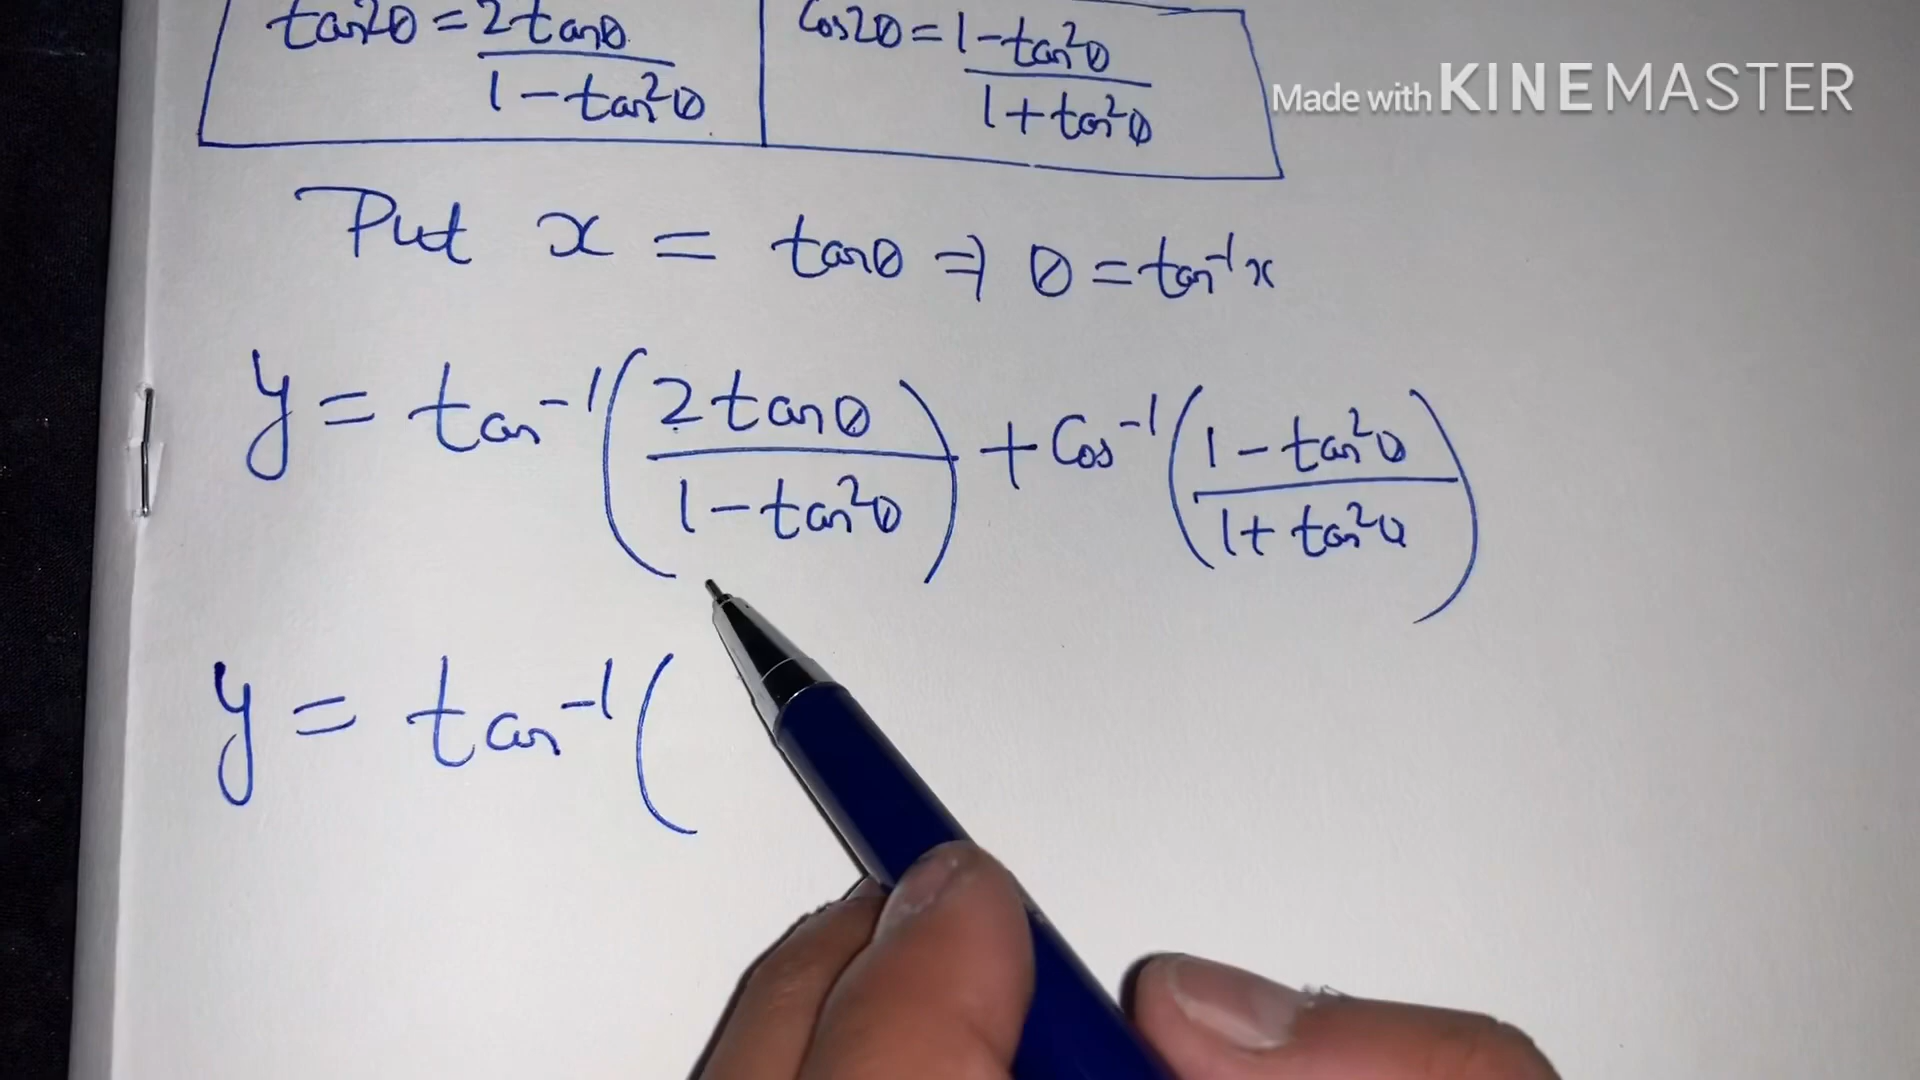 tan2θ = 2tanθ / 1 - tan²θ  cos2θ = 1 - tan²θ / 1 + tan²θ
Made with KINEMASTER
Put x = tanθ ⇒ θ = tan⁻¹x
y = tan⁻¹(2tanθ / 1 - tan²θ) + Cos⁻¹(1 - tan²θ / 1 + tan²θ)
y = tan⁻¹(